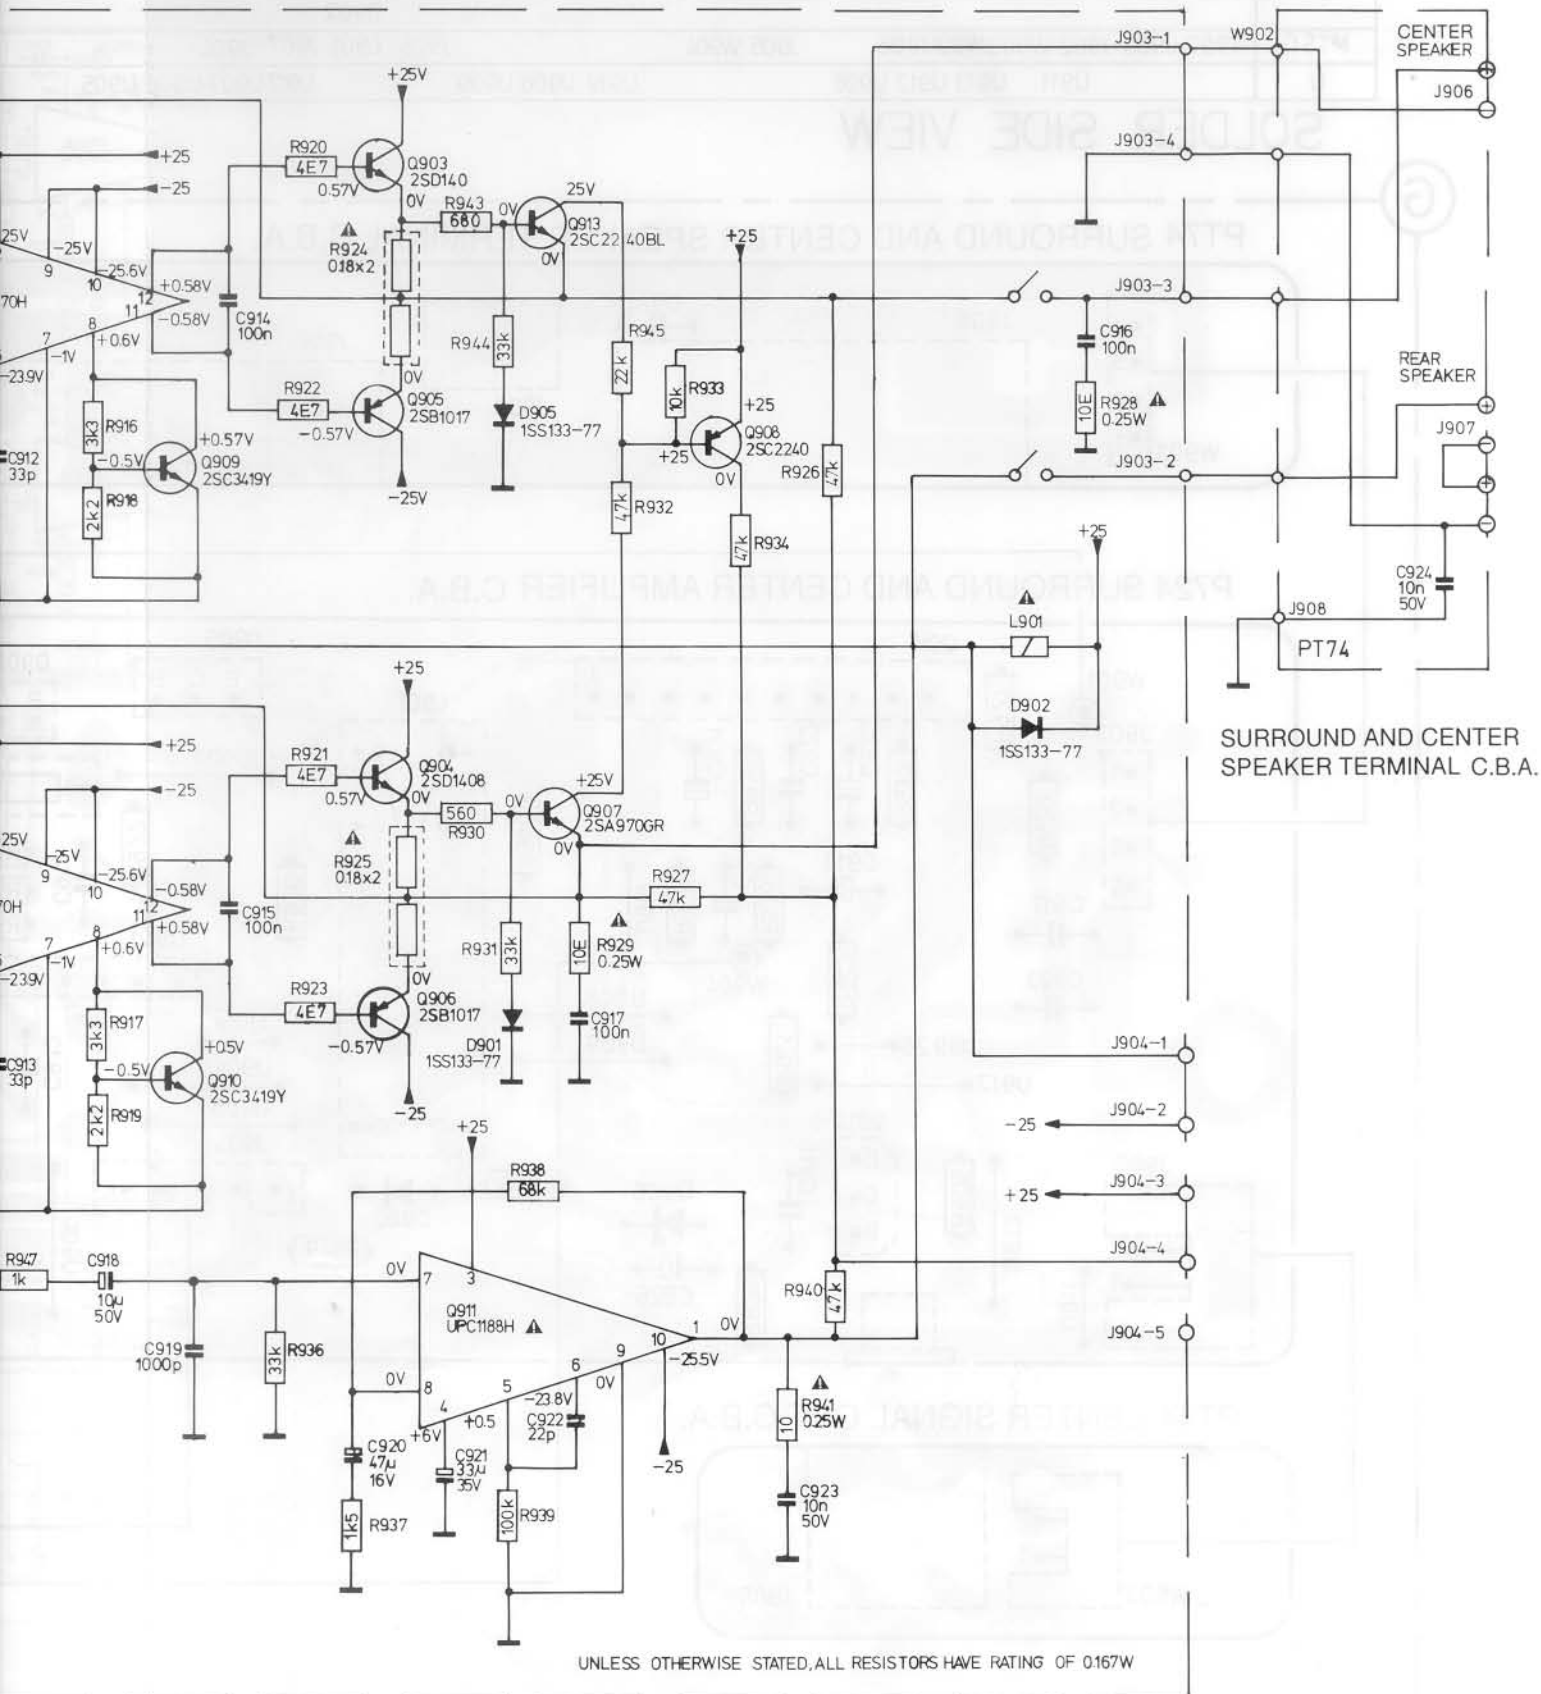 J903-1
W902
CENTER
SPEAKER
J906
+25V
SOLDER SIDE VIEW
G
+25
-25
R920
4E7
0.57V
Q903
2SD140
0V
J903-4
25V
-25V
9
10
-25.6V
+0.58V
12
11
-0.58V
70H
7
-1V
8
+0.6V
-23.9V
C914
100n
R924
0.18x2
R943
680
0V
25V
Q913
2SC2240BL
0V
PT74 SURROUND AND CENTER
+25
J903-3
R944
33k
R945
22k
C916
100n
R922
4E7
-0.57V
0V
Q905
2SB1017
-25V
D905
1SS133-77
R933
10k
+25
Q908
2SC2240
+25
0V
R928
0.25W
10E
REAR
SPEAKER
J907
R916
3k3
-0.5V
+0.57V
Q909
2SC3419Y
C912
33p
R918
2k2
R926
47k
J903-2
R932
47k
R934
47k
+25
C924
10n
50V
P724 SURROUND AND CENTER AMPLIFIER C.B.A.
L901
J908
PT74
D902
1SS133-77
SURROUND AND CENTER
SPEAKER TERMINAL C.B.A.
+25
+25
-25
R921
4E7
0.57V
Q904
2SD1408
0V
560
R930
0V
+25V
Q907
2SA970GR
0V
25V
-25V
9
10
-25.6V
-0.58V
12
11
+0.58V
70H
7
-1V
8
+0.6V
-23.9V
C915
100n
R925
0.18x2
R927
47k
R931
33k
10E
R929
0.25W
R923
4E7
-0.57V
0V
Q906
2SB1017
-25
D901
1SS133-77
C917
100n
R917
3k3
-0.5V
+0.5V
Q910
2SC3419Y
C913
33p
R919
2k2
J904-1
J904-2
-25
J904-3
+25
J904-4
J904-5
+25
R938
68k
R947
1k
C918
10µ
50V
C919
1000p
33k
R936
0V
7
3
Q911
UPC1188H
0V
8
4
+6V
5
+0.5
6
-23.8V
9
0V
10
1
0V
-25.5V
-25
R940
47k
C920
47µ
16V
C921
33µ
35V
C922
22p
1k5
R937
100k
R939
R941
0.25W
10
C923
10n
50V
UNLESS OTHERWISE STATED, ALL RESISTORS HAVE RATING OF 0.167W